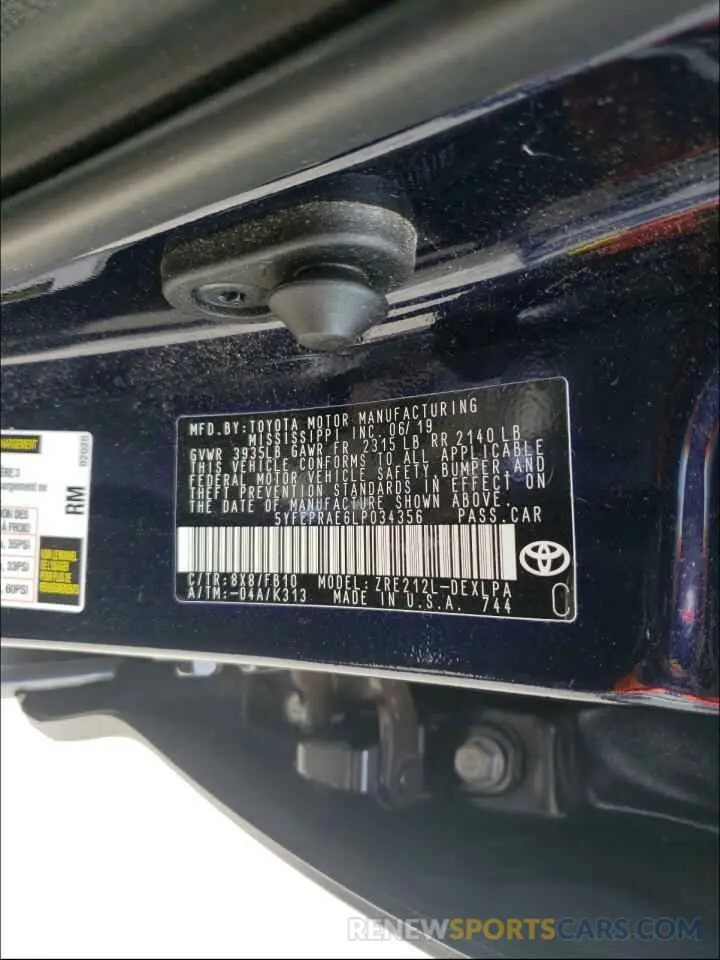 MFD. BY: TOYOTA MOTOR MANUFACTURING
MISSISSIPPI INC. 06/19
GVWR 3935LB GAWR FR 2315 LB RR 2140 LB
THIS VEHICLE CONFORMS TO ALL APPLICABLE
FEDERAL MOTOR VEHICLE SAFETY, BUMPER AND
THEFT PREVENTION STANDARDS IN EFFECT ON
THE DATE OF MANUFACTURE SHOWN ABOVE.
5YFEPRAE6LP034356 PASS.CAR
C/TR: 8X8/FB10 MODEL: ZRE212L-DEXLPA
A/TM: -04A/K313 MADE IN U.S.A. 744
RM
35PSI
33PSI
60PSI
RENEWSPORTSCARS.COM